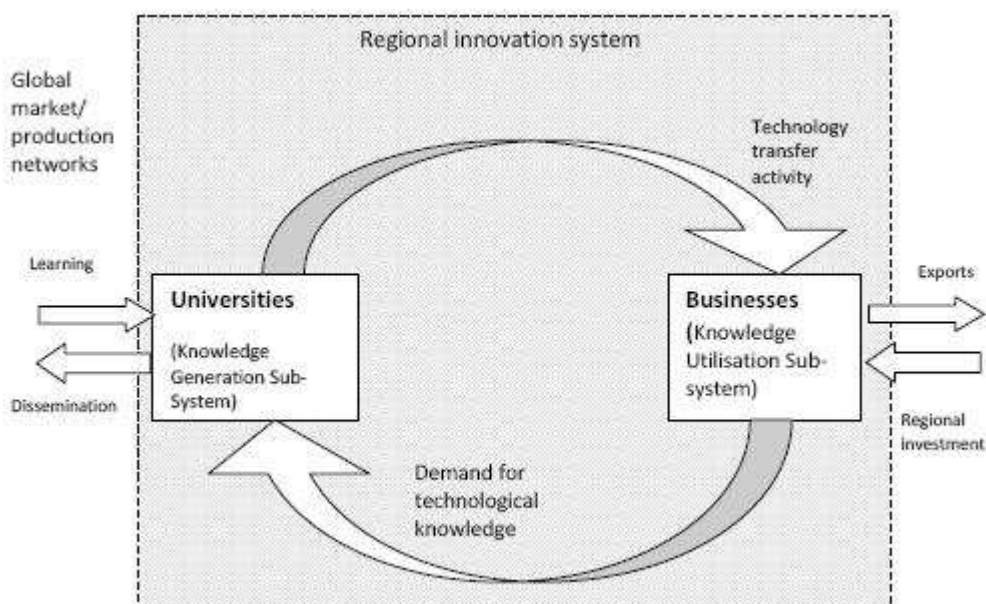 Regional innovation system
Global
market/
production
networks
Technology
transfer
activity
Learning
Universities
(Knowledge
Generation Sub-
System)
Businesses
(Knowledge
Utilisation Sub-
system)
Exports
Dissemination
Regional
investment
Demand for
technological
knowledge